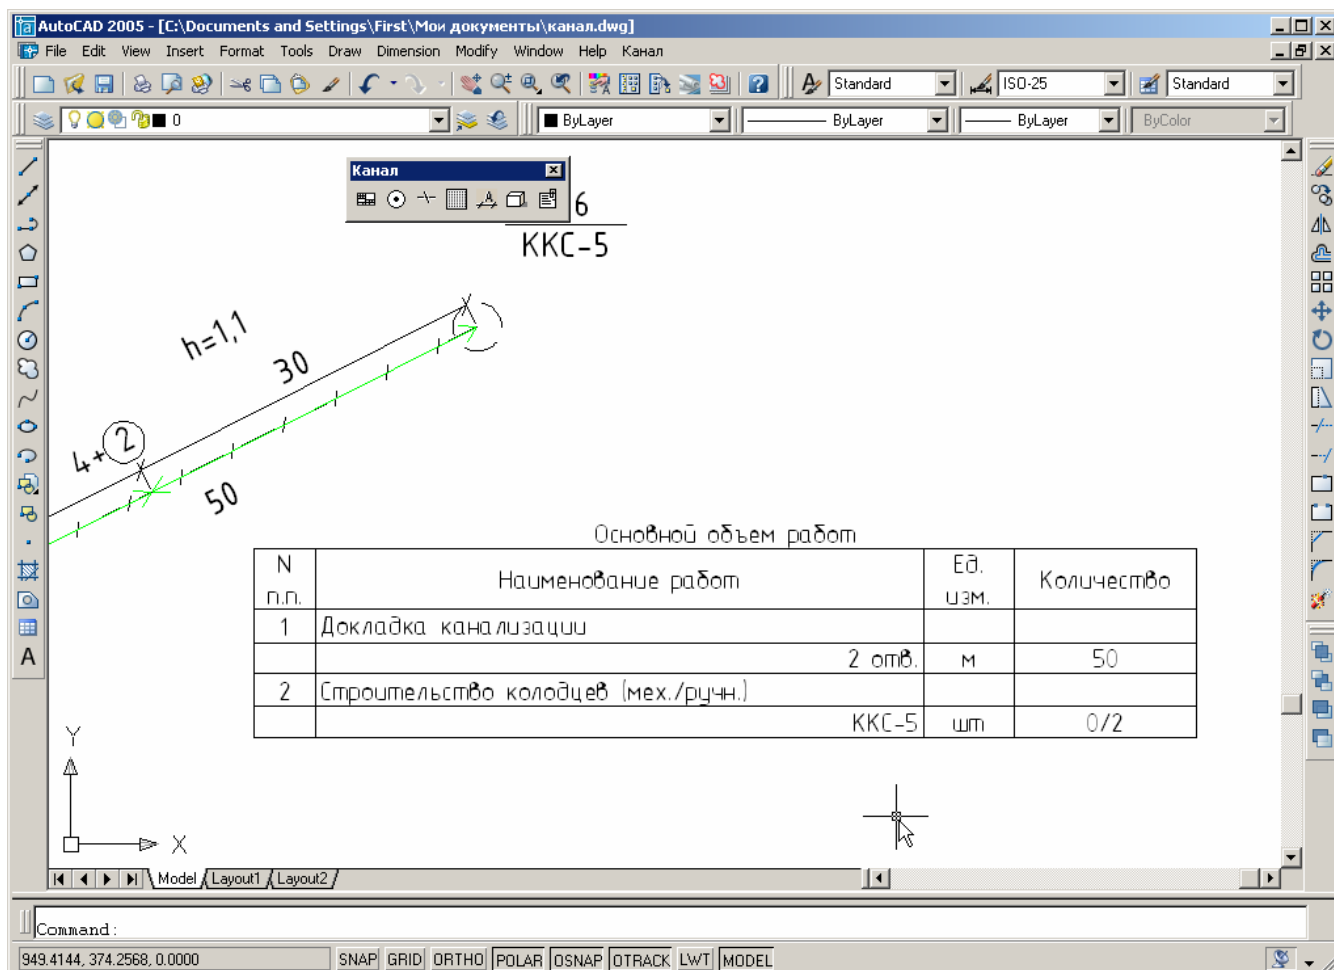 AutoCAD 2005 - [C:\Documents and Settings\First\Мои документы\канал.dwg]
File Edit View Insert Format Tools Draw Dimension Modify Window Help Канал
Standard ISO-25 Standard
0 ByLayer ByLayer ByLayer ByColor
Канал
6
ККС-5
h=1,1
30
4+2
50
Основной объем работ
N п.п. Наименование работ Ед. изм. Количество
1 Докладка канализации
2 отв. м 50
2 Строительство колодцев (мех./ручн.)
ККС-5 шт 0/2
Y
X
Model Layout1 Layout2
Command:
949.4144, 374.2568, 0.0000 SNAP GRID ORTHO POLAR OSNAP OTRACK LWT MODEL